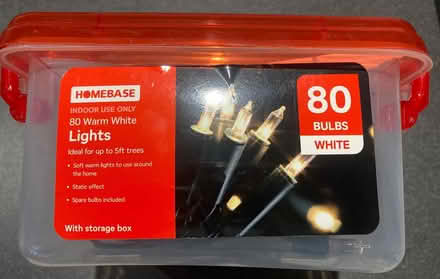 HOMEBASE
INDOOR USE ONLY
80 Warm White
Lights
Ideal for up to 5ft trees
• Soft warm lights to use around
the home
• Static effect
• Spare bulbs included
With storage box
80
BULBS
WHITE